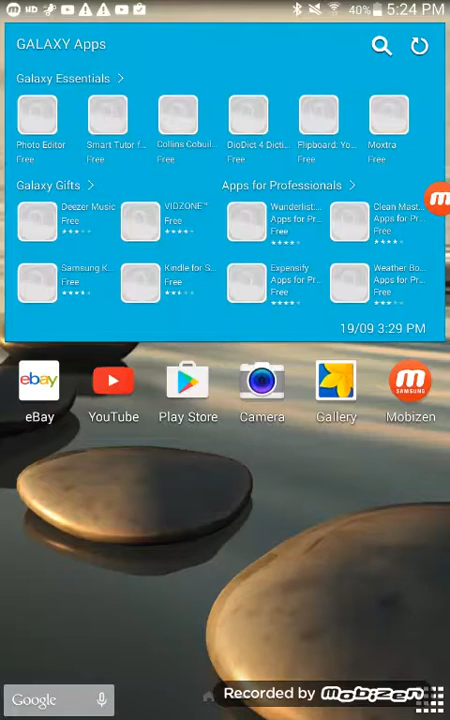 HD 40% 5:24 PM
GALAXY Apps
Galaxy Essentials >
Photo Editor Smart Tutor f... Collins Cobuil... DioDict 4 Dicti... Flipboard: Yo... Moxtra
Free Free Free Free Free Free
Galaxy Gifts > Apps for Professionals >
Deezer Music
Free
VIDZONE™
Free
Wunderlist:...
Apps for Pr...
Free
Clean Mast...
Apps for Pr...
Free
Samsung K...
Free
Kindle for S...
Free
Expensify
Apps for Pr...
Free
Weather Bo...
Apps for Pr...
Free
19/09 3:29 PM
ebay
SAMSUNG
eBay YouTube Play Store Camera Gallery Mobizen
Google
Recorded by Mobizen